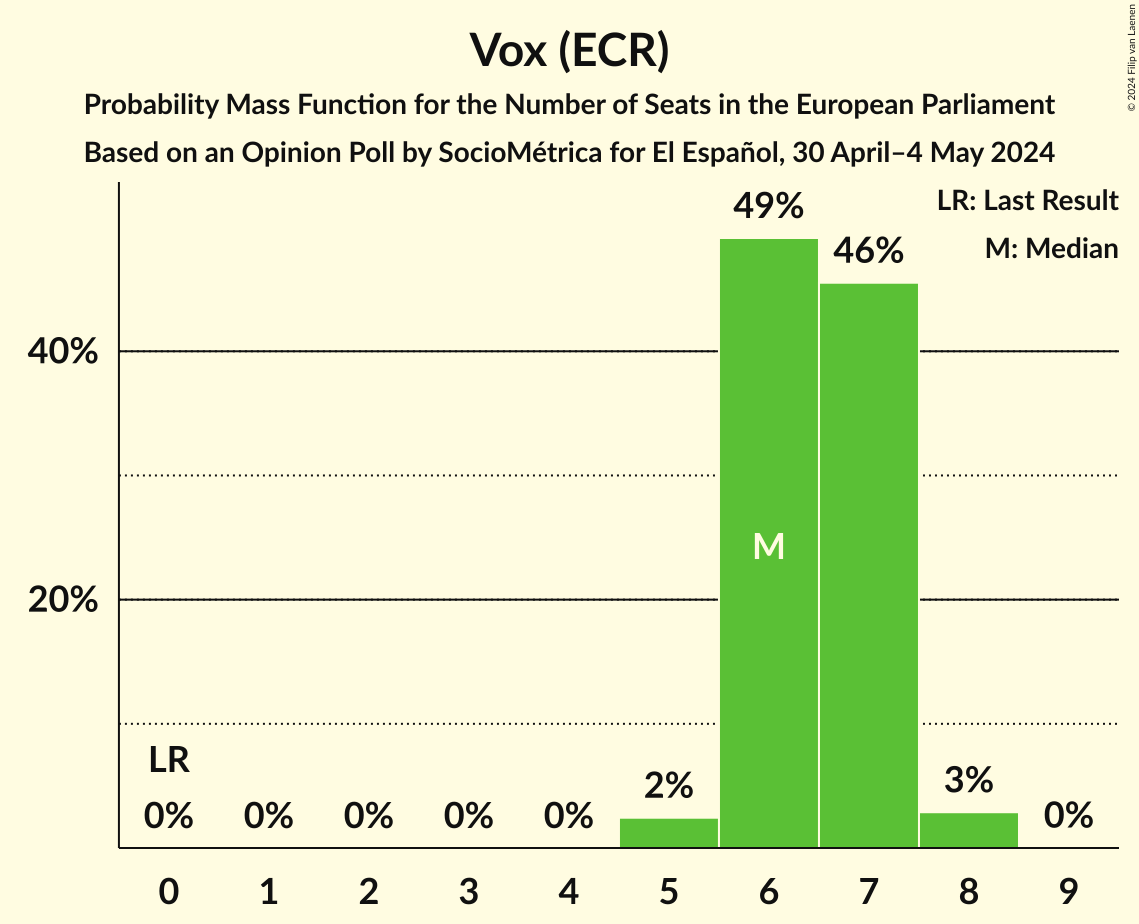 Vox (ECR)
Probability Mass Function for the Number of Seats in the European Parliament
Based on an Opinion Poll by SocioMétrica for El Español, 30 April–4 May 2024
© 2024 Filip van Laenen
LR: Last Result
M: Median
49%
46%
40%
M
20%
LR
0% 0% 0% 0% 0% 2% 3% 0%
0 1 2 3 4 5 6 7 8 9